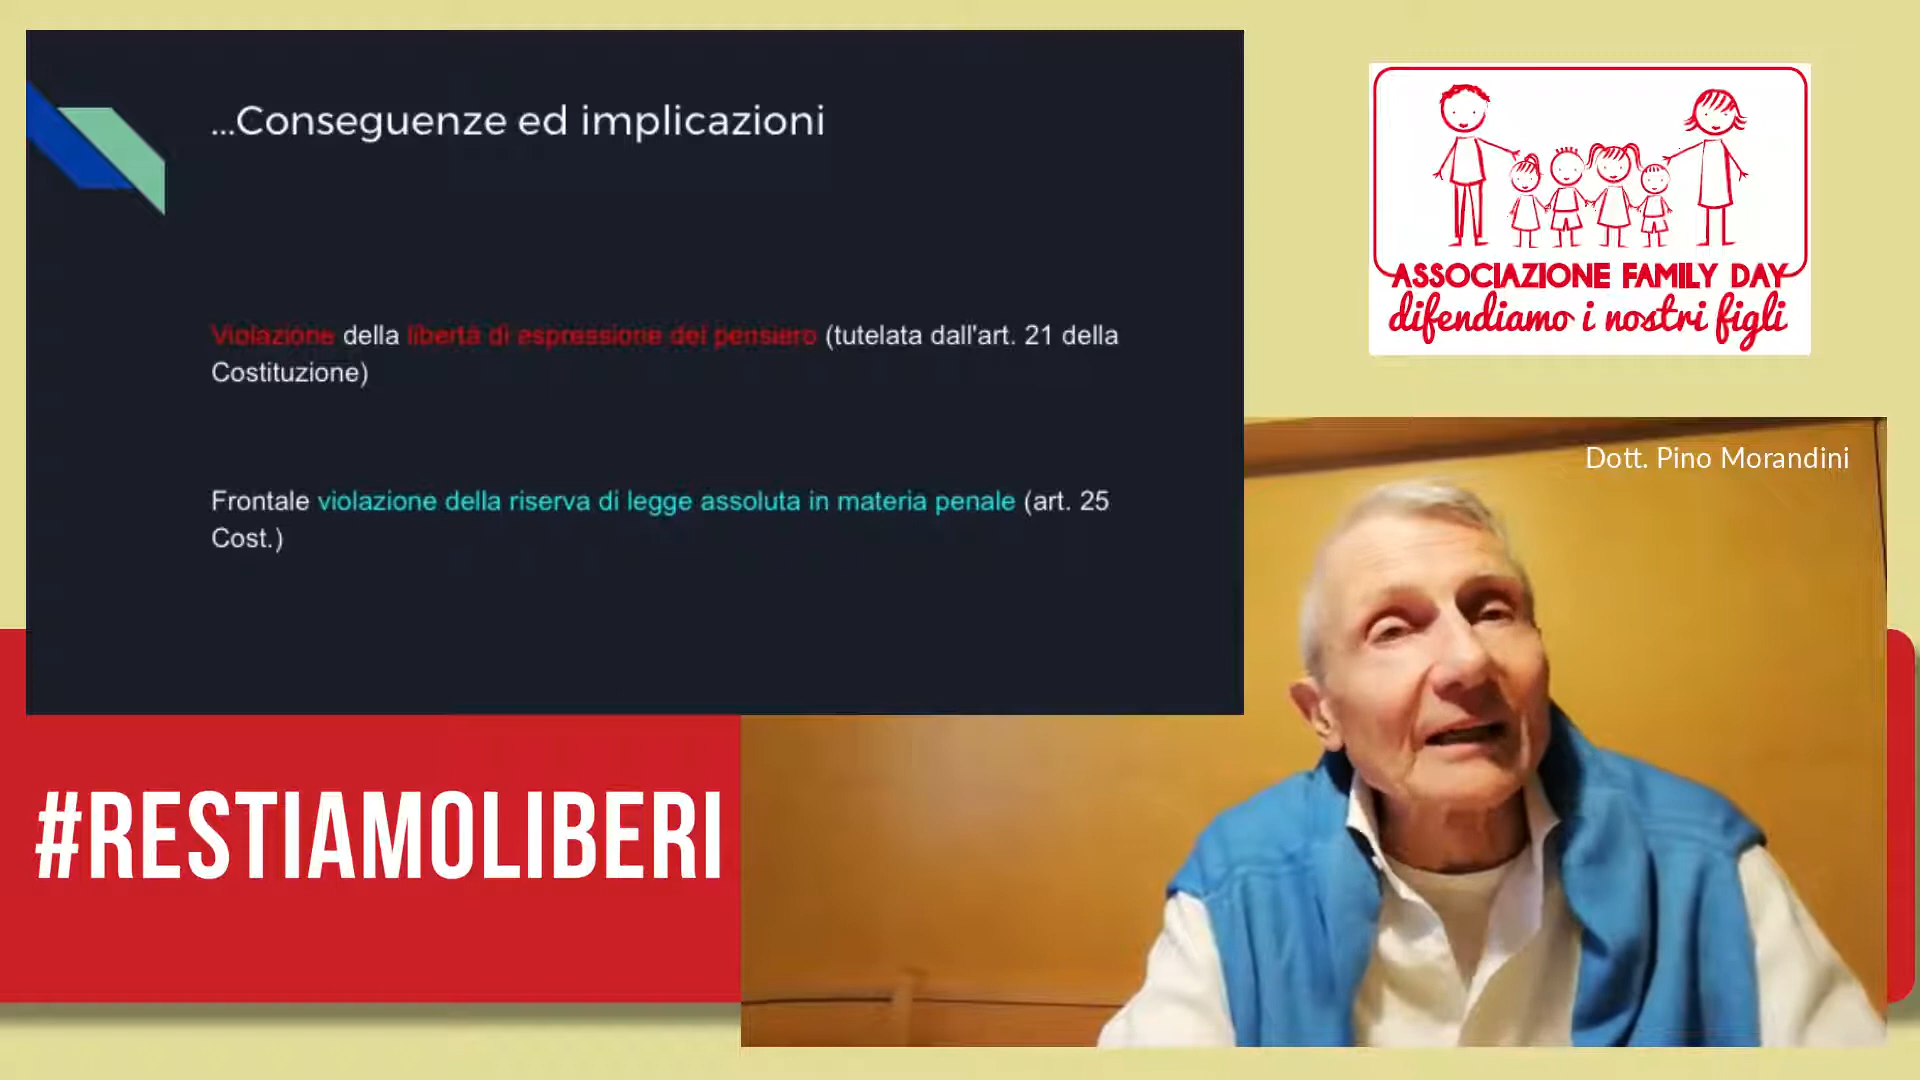 ...Conseguenze ed implicazioni
Violazione della libertà di espressione del pensiero (tutelata dall'art. 21 della
Costituzione)
Frontale violazione della riserva di legge assoluta in materia penale (art. 25
Cost.)
ASSOCIAZIONE FAMILY DAY
difendiamo i nostri figli
Dott. Pino Morandini
#RESTIAMOLIBERI